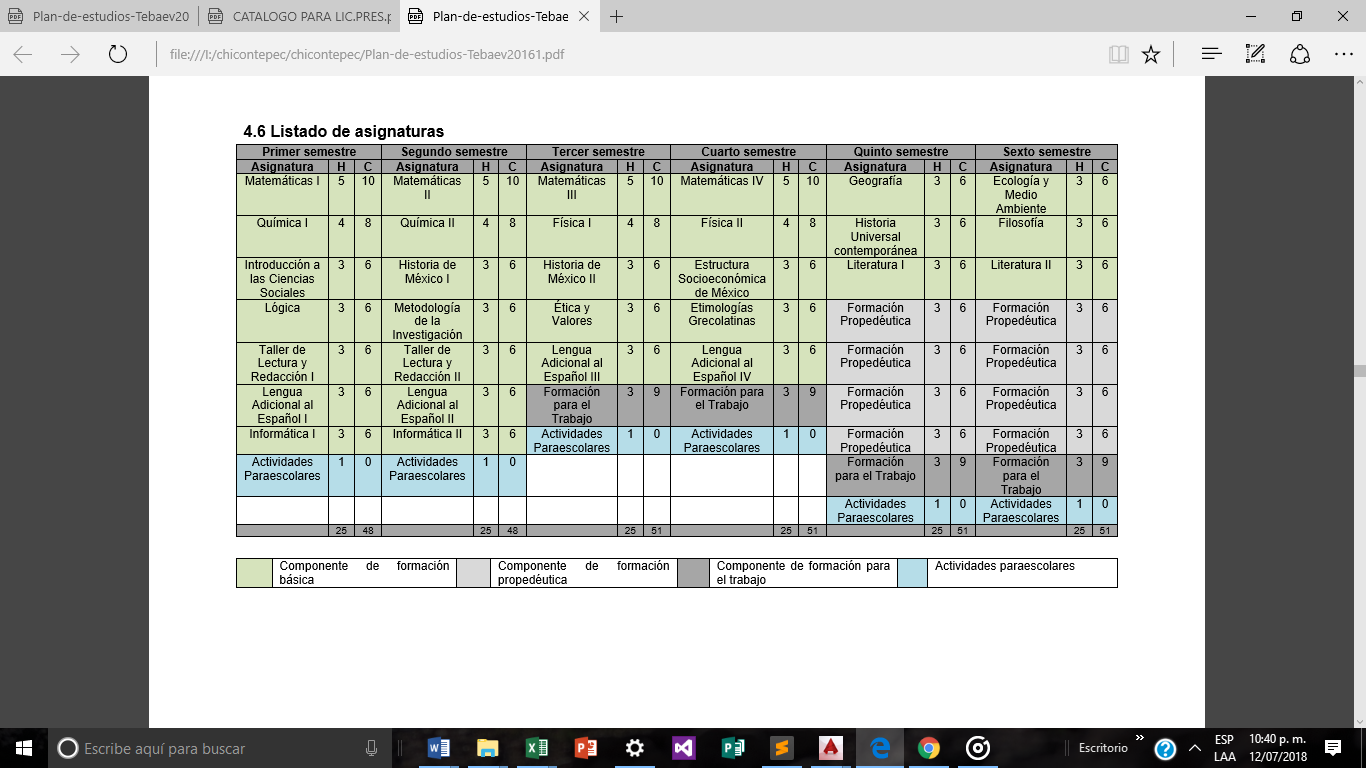 Plan-de-estudios-Tebaev20
CATALOGO PARA LIC.PRES.p
Plan-de-estudios-Tebae
file:///I:/chicontepec/chicontepec/Plan-de-estudios-Tebaev20161.pdf
4.6 Listado de asignaturas
Primer semestre Segundo semestre Tercer semestre Cuarto semestre Quinto semestre Sexto semestre
Asignatura H C Asignatura H C Asignatura H C Asignatura H C Asignatura H C Asignatura H C
Matemáticas I 5 10 Matemáticas 5 10 Matemáticas 5 10 Matemáticas IV 5 10 Geografía 3 6 Ecología y 3 6
II III Medio
Ambiente
Química I 4 8 Química II 4 8 Física I 4 8 Física II 4 8 Historia 3 6 Filosofía 3 6
Universal
contemporánea
Introducción a 3 6 Historia de 3 6 Historia de 3 6 Estructura 3 6 Literatura I 3 6 Literatura II 3 6
las Ciencias México I México II Socioeconómica
Sociales de México
Lógica 3 6 Metodología 3 6 Ética y 3 6 Etimologías 3 6 Formación 3 6 Formación 3 6
de la Valores Grecolatinas Propedéutica Propedéutica
Investigación
Taller de 3 6 Taller de 3 6 Lengua 3 6 Lengua 3 6 Formación 3 6 Formación 3 6
Lectura y Lectura y Adicional al Adicional al Propedéutica Propedéutica
Redacción I Redacción II Español III Español IV
Lengua 3 6 Lengua 3 6 Formación 3 9 Formación para 3 9 Formación 3 6 Formación 3 6
Adicional al Adicional al para el el Trabajo Propedéutica Propedéutica
Español I Español II Trabajo
Informática I 3 6 Informática II 3 6 Actividades 1 0 Actividades 1 0 Formación 3 6 Formación 3 6
Paraescolares Paraescolares Propedéutica Propedéutica
Actividades 1 0 Actividades 1 0 Formación 3 9 Formación 3 9
Paraescolares Paraescolares para el Trabajo para el
Trabajo
Actividades 1 0 Actividades 1 0
Paraescolares Paraescolares
25 48 25 48 25 51 25 51 25 51 25 51
Componente de formación Componente de formación Componente de formación para Actividades paraescolares
básica propedéutica el trabajo
Escribe aquí para buscar
Escritorio
ESP 10:40 p. m.
LAA 12/07/2018